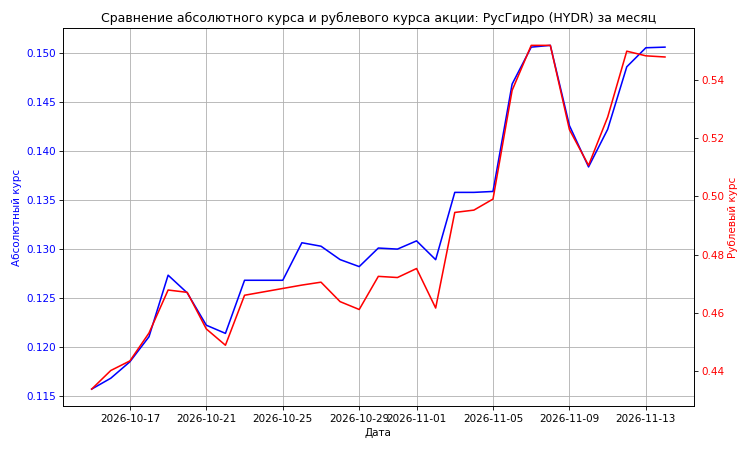 Сравнение абсолютного курса и рублевого курса акции: РусГидро (HYDR) за месяц
0.150
0.145
0.140
0.135
0.130
0.125
0.120
0.115
Абсолютный курс
0.54
0.52
0.50
0.48
0.46
0.44
Рублевый курс
2026-10-17 2026-10-21 2026-10-25 2026-10-29 2026-11-01 2026-11-05 2026-11-09 2026-11-13
Дата